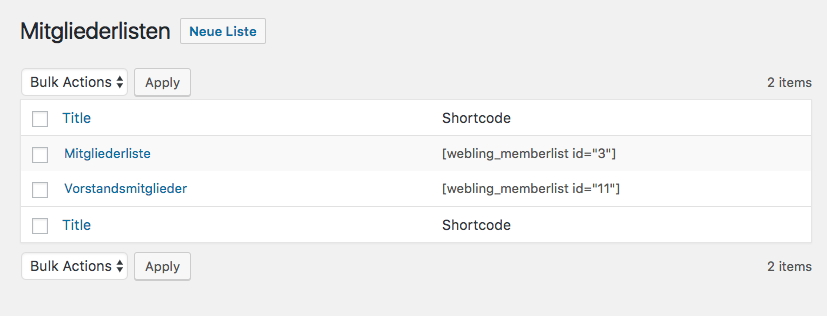 Mitgliederlisten Neue Liste
Bulk Actions Apply 2 items
Title Shortcode
Mitgliederliste [webling_memberlist id="3"]
Vorstandsmitglieder [webling_memberlist id="11"]
Title Shortcode
Bulk Actions Apply 2 items